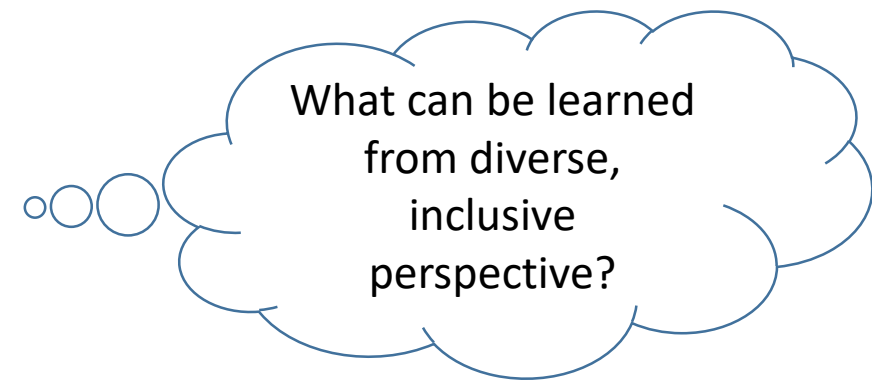 What can be learned
from diverse,
inclusive
perspective?